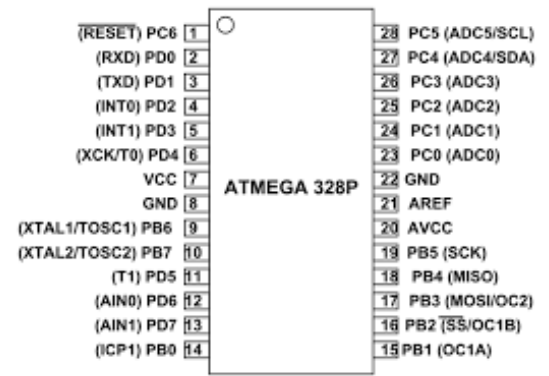 (RESET) PC6 1
(RXD) PD0 2
(TXD) PD1 3
(INT0) PD2 4
(INT1) PD3 5
(XCK/T0) PD4 6
VCC 7
GND 8
(XTAL1/TOSC1) PB6 9
(XTAL2/TOSC2) PB7 10
(T1) PD5 11
(AIN0) PD6 12
(AIN1) PD7 13
(ICP1) PB0 14
ATMEGA 328P
28 PC5 (ADC5/SCL)
27 PC4 (ADC4/SDA)
26 PC3 (ADC3)
25 PC2 (ADC2)
24 PC1 (ADC1)
23 PC0 (ADC0)
22 GND
21 AREF
20 AVCC
19 PB5 (SCK)
18 PB4 (MISO)
17 PB3 (MOSI/OC2)
16 PB2 (SS/OC1B)
15 PB1 (OC1A)